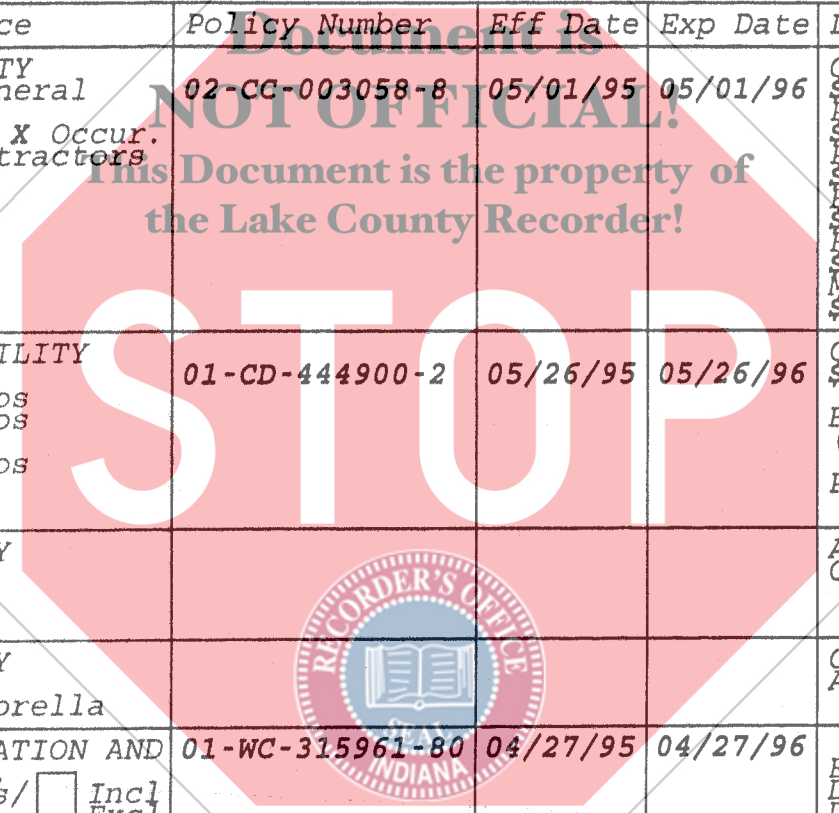 ce Policy Number Eff Date Exp Date
Document is
TY
neral 02-CC-003058-8 05/01/95 05/01/96
NOT OFFICIAL!
X Occur.
tractors
This Document is the property of
the Lake County Recorder!
STOP
ILITY
01-CD-444900-2 05/26/95 05/26/96
os
os
os
Y
RECORDER'S OFFICE
Y
brella
SEAL
ATION AND 01-WC-315961-80 04/27/95 04/27/96
INDIANA
s/ Incl
Excl